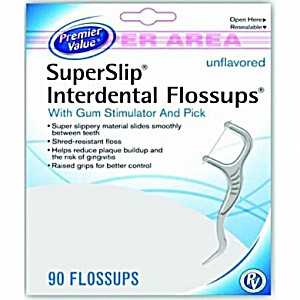 Open Here
Resealable
Premier
Value®
ER AREA
unflavored
SuperSlip®
Interdental Flossups®
With Gum Stimulator And Pick
• Super slippery material slides smoothly
between teeth
• Shred-resistant floss
• Helps reduce plaque buildup and
the risk of gingivitis
• Raised grips for better control
90 FLOSSUPS
PV